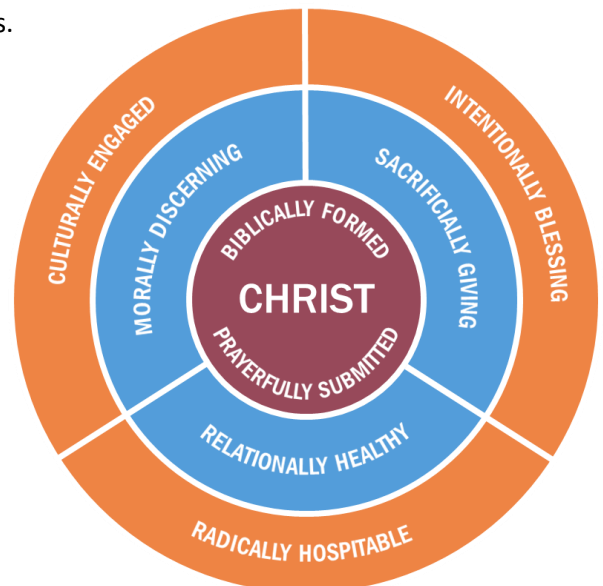 s.
CULTURALLY ENGAGED
INTENTIONALLY BLESSING
MORALLY DISCERNING
SACRIFICIALLY GIVING
BIBLICALLY FORMED
CHRIST
PRAYERFULLY SUBMITTED
RELATIONALLY HEALTHY
RADICALLY HOSPITABLE